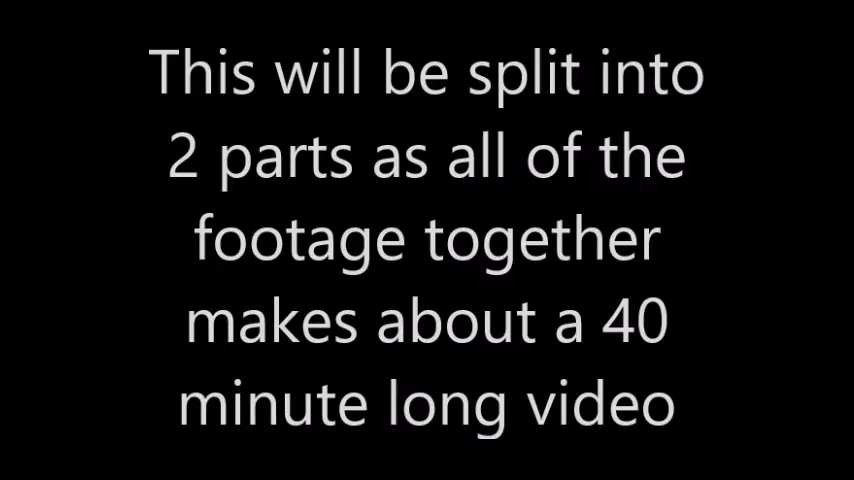 This will be split into
2 parts as all of the
footage together
makes about a 40
minute long video